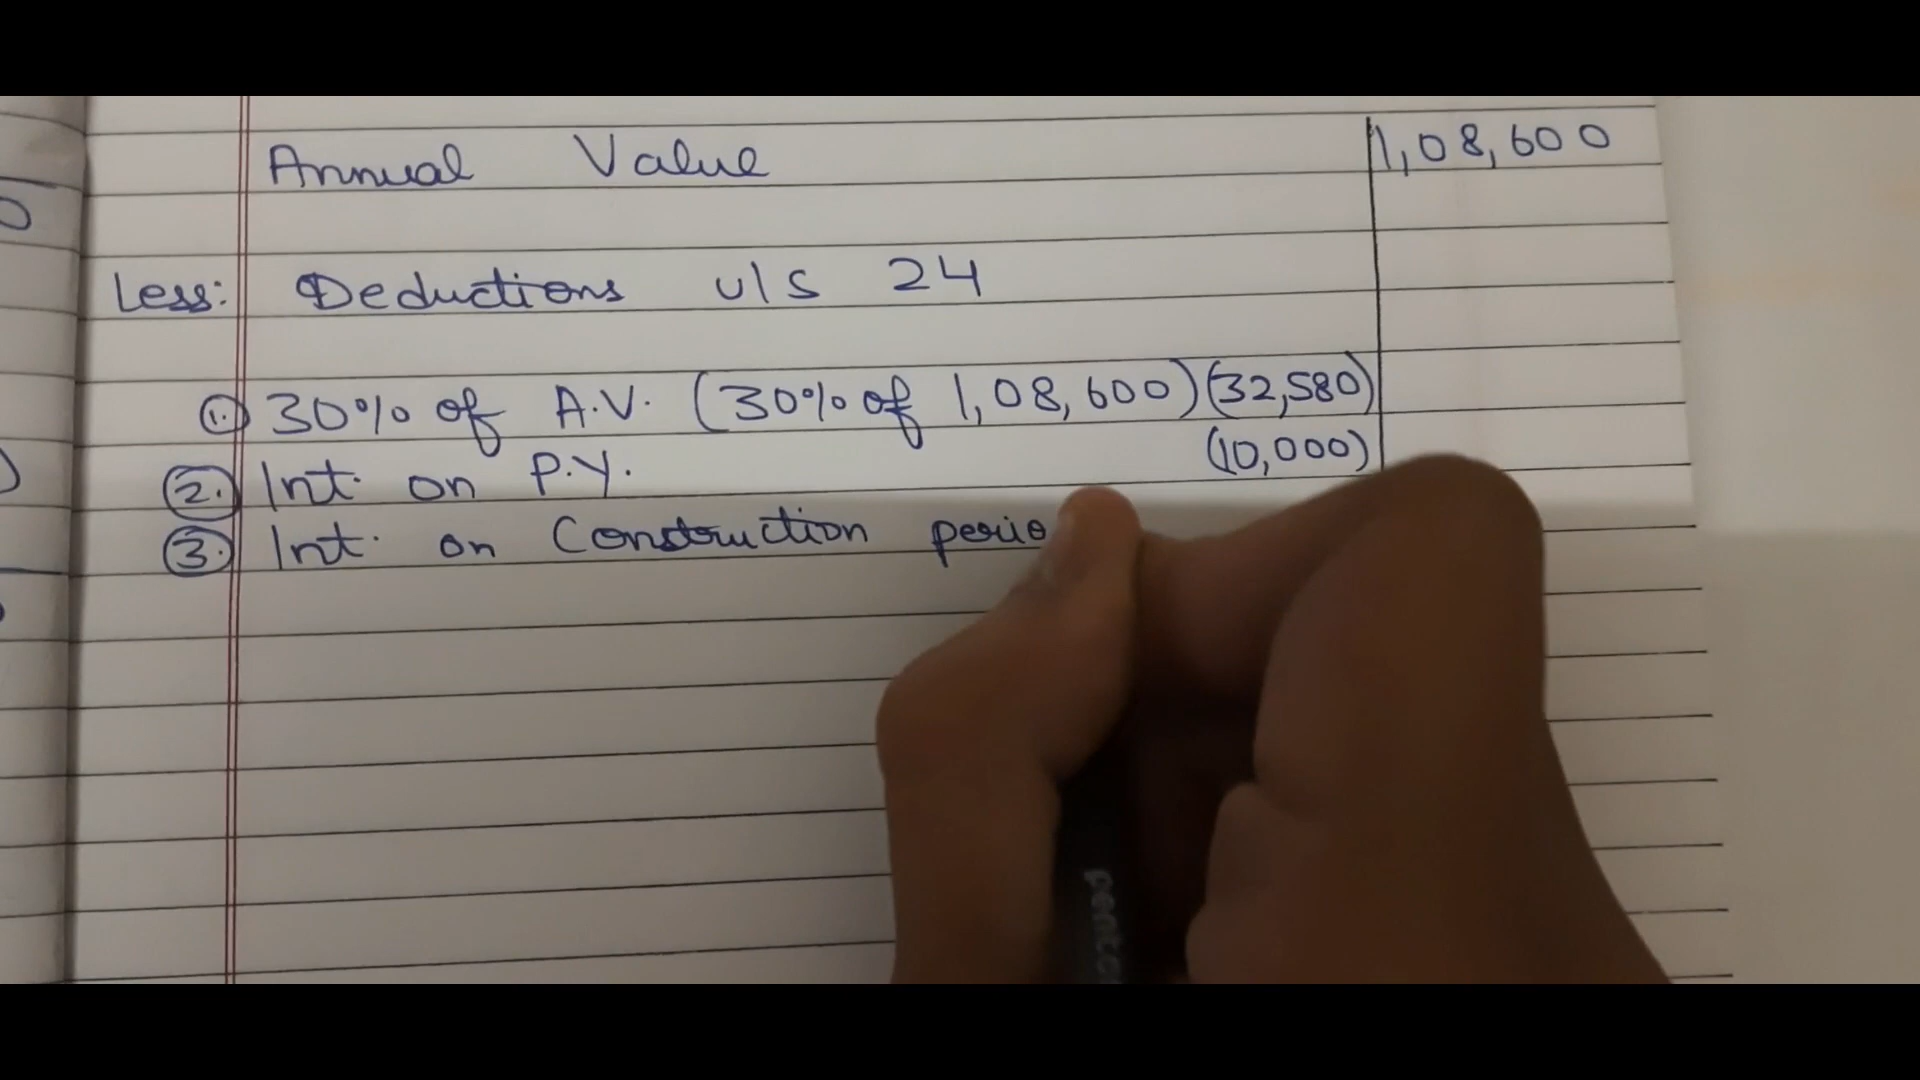 Annual Value 1,08,600
Less: Deductions u/s 24
1. 30% of A.V. (30% of 1,08,600) (32,580)
2. Int. on P.Y. (10,000)
3. Int. on Construction perio